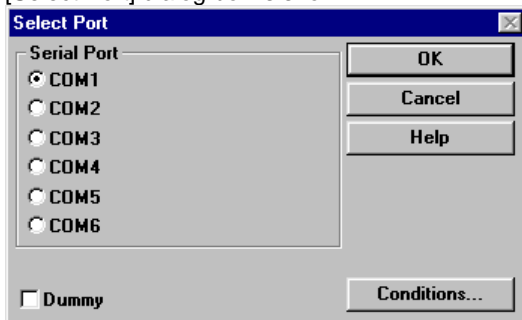 Select Port
Serial Port
COM1
COM2
COM3
COM4
COM5
COM6
OK
Cancel
Help
Dummy
Conditions...